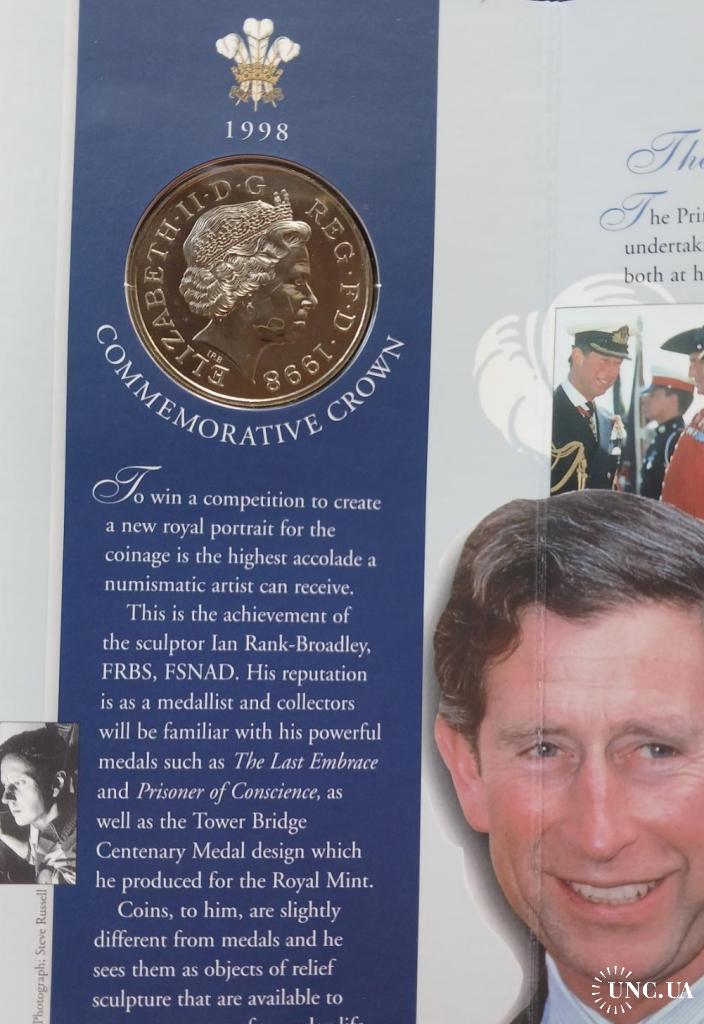 1998
ELIZABETH·II·D·G REG·F·D·1998
IRB
COMMEMORATIVE CROWN
To win a competition to create
a new royal portrait for the
coinage is the highest accolade a
numismatic artist can receive.
This is the achievement of
the sculptor Ian Rank-Broadley,
FRBS, FSNAD. His reputation
is as a medallist and collectors
will be familiar with his powerful
medals such as The Last Embrace
and Prisoner of Conscience, as
well as the Tower Bridge
Centenary Medal design which
he produced for the Royal Mint.
Coins, to him, are slightly
different from medals and he
sees them as objects of relief
sculpture that are available to
Photograph: Steve Russell
The
The Prin
undertaki
both at h
UNC.UA